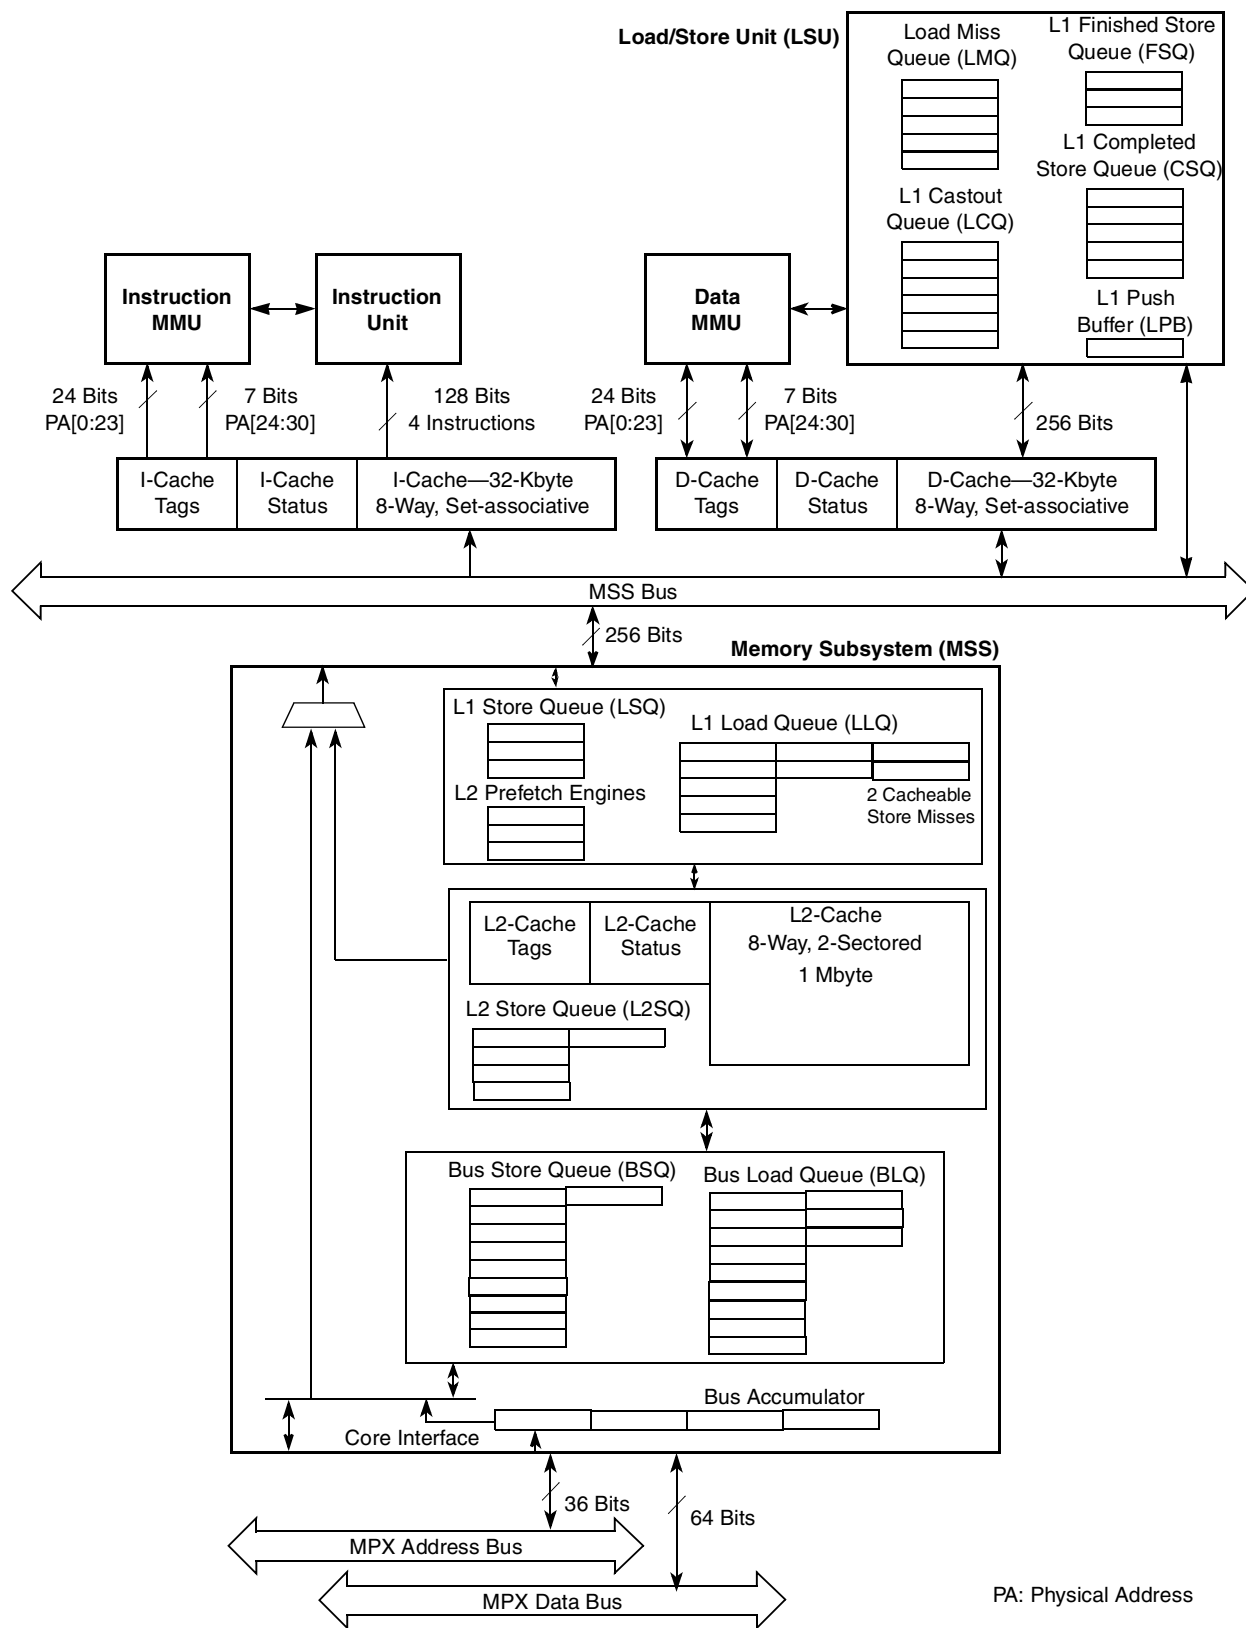 Load/Store Unit (LSU)
Load Miss
Queue (LMQ)
L1 Finished Store
Queue (FSQ)
L1 Completed
Store Queue (CSQ)
L1 Castout
Queue (LCQ)
L1 Push
Buffer (LPB)
Instruction
MMU
Instruction
Unit
Data
MMU
24 Bits
PA[0:23]
7 Bits
PA[24:30]
128 Bits
4 Instructions
24 Bits
PA[0:23]
7 Bits
PA[24:30]
256 Bits
I-Cache
Tags
I-Cache
Status
I-Cache—32-Kbyte
8-Way, Set-associative
D-Cache
Tags
D-Cache
Status
D-Cache—32-Kbyte
8-Way, Set-associative
MSS Bus
256 Bits
Memory Subsystem (MSS)
L1 Store Queue (LSQ)
L1 Load Queue (LLQ)
L2 Prefetch Engines
2 Cacheable
Store Misses
L2-Cache
Tags
L2-Cache
Status
L2-Cache
8-Way, 2-Sectored
1 Mbyte
L2 Store Queue (L2SQ)
Bus Store Queue (BSQ)
Bus Load Queue (BLQ)
Bus Accumulator
Core Interface
36 Bits
64 Bits
MPX Address Bus
MPX Data Bus
PA: Physical Address